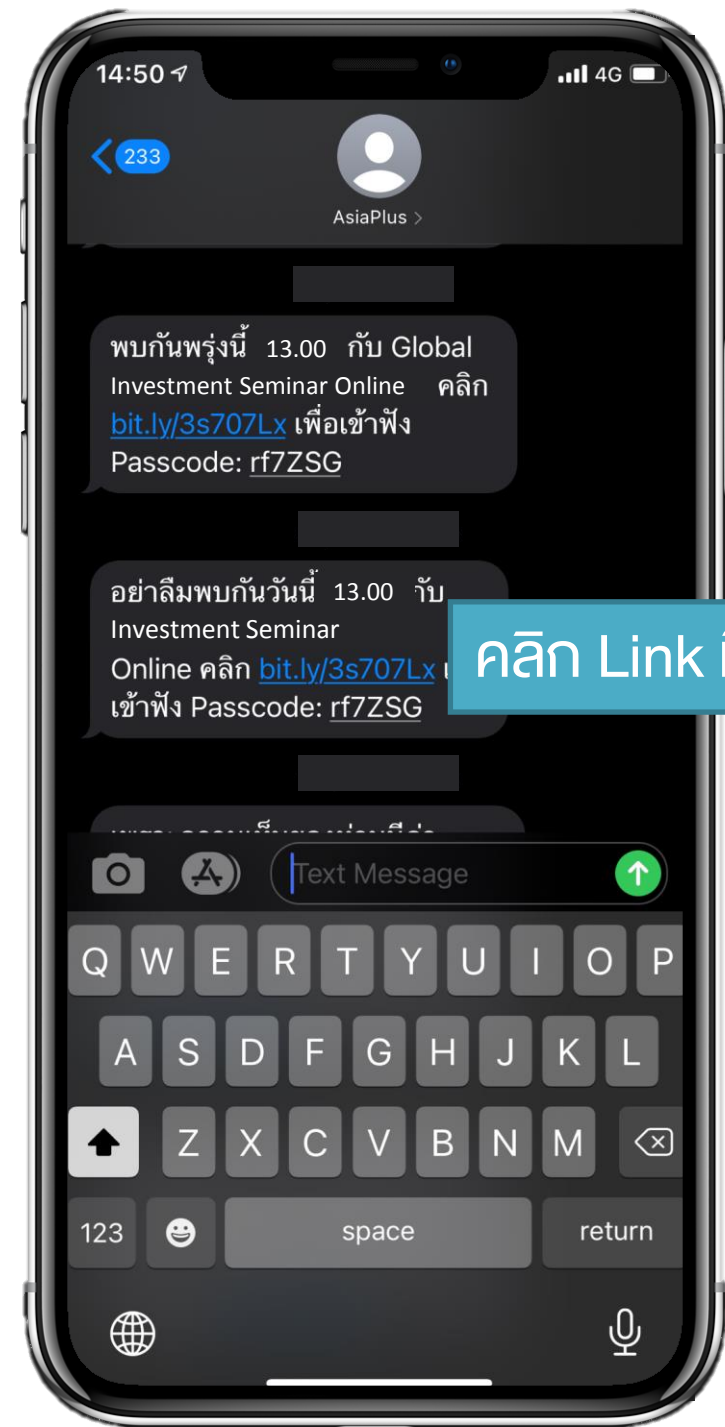 14:50
4G
233
AsiaPlus >
พบกันพรุ่งนี้ 13.00 กับ Global
Investment Seminar Online คลิก
bit.ly/3s707Lx เพื่อเข้าฟัง
Passcode: rf7ZSG
อย่าลืมพบกันวันนี้ 13.00 กับ
Investment Seminar
Online คลิก bit.ly/3s707Lx
เข้าฟัง Passcode: rf7ZSG
คลิก Link
Text Message
Q W E R T Y U I O P
A S D F G H J K L
Z X C V B N M
123 space return